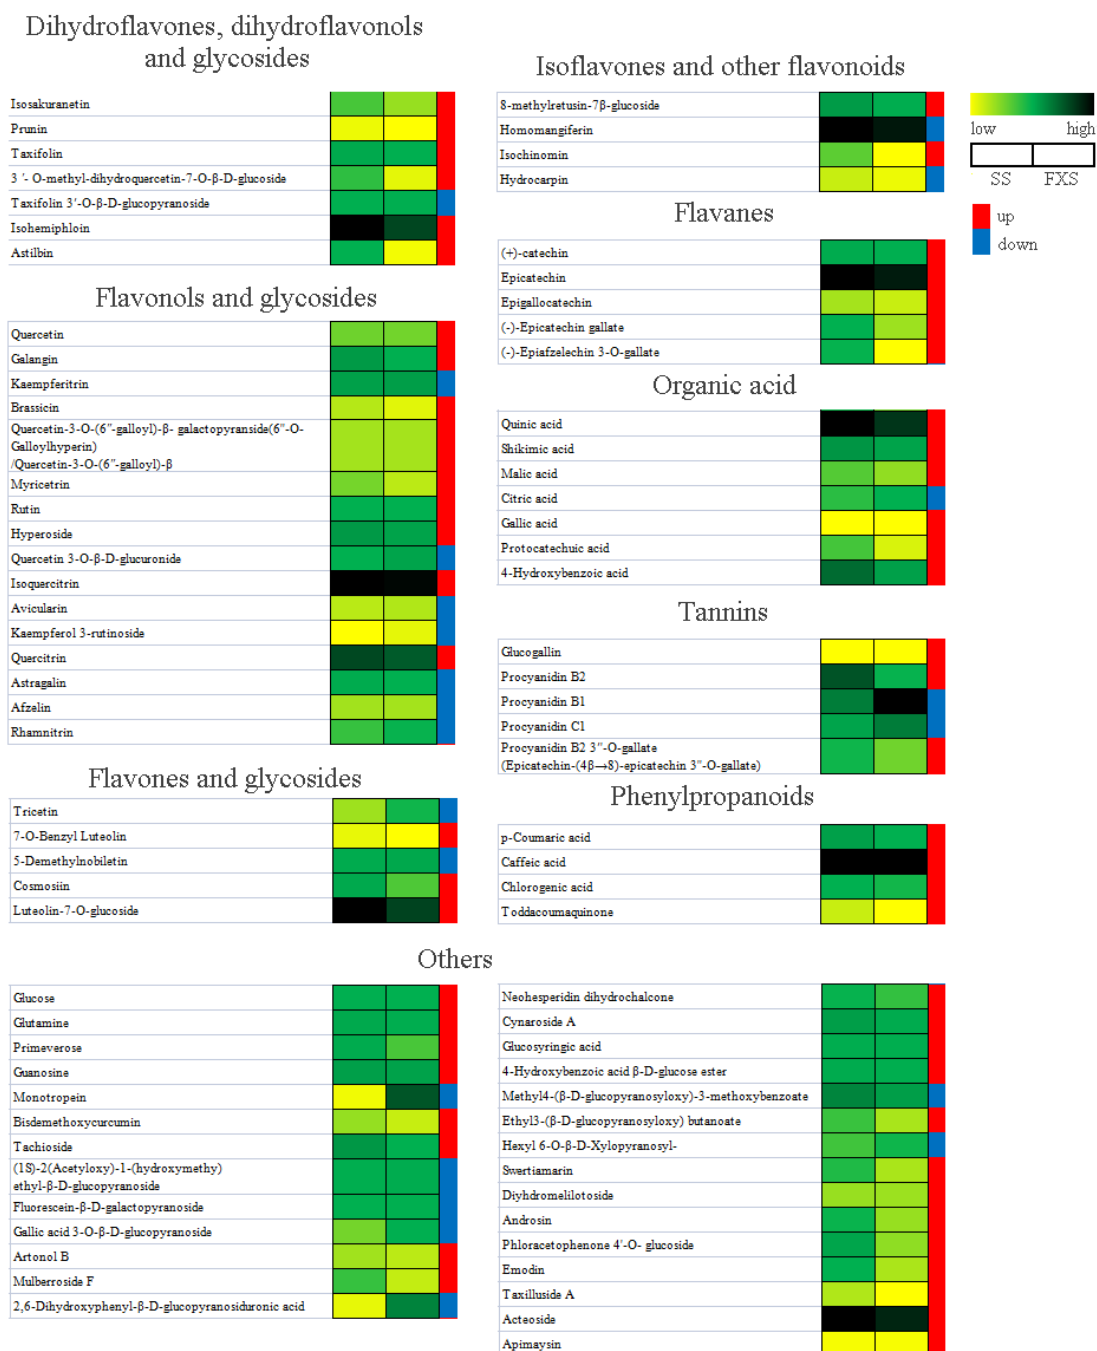 Dihydroflavones, dihydroflavonols
and glycosides
Isosakuranetin
Prunin
Taxifolin
3 '- O-methyl-dihydroquercetin-7-O-β-D-glucoside
Taxifolin 3'-O-β-D-glucopyranoside
Isohemiphloin
Astilbin
Flavonols and glycosides
Quercetin
Galangin
Kaempferitrin
Brassicin
Quercetin-3-O-(6″-galloyl)-β- galactopyranside(6″-O-
Galloylhyperin)
/Quercetin-3-O-(6″-galloyl)-β
Myricetrin
Rutin
Hyperoside
Quercetin 3-O-β-D-glucuronide
Isoquercitrin
Avicularin
Kaempferol 3-rutinoside
Quercitrin
Astragalin
Afzelin
Rhamnitrin
Flavones and glycosides
Tricetin
7-O-Benzyl Luteolin
5-Demethylnobiletin
Cosmosiin
Luteolin-7-O-glucoside
Isoflavones and other flavonoids
8-methylretusin-7β-glucoside
Homomangiferin
Isochinomin
Hydrocarpin
low high
SS FXS
up
down
Flavanes
(+)-catechin
Epicatechin
Epigallocatechin
(-)-Epicatechin gallate
(-)-Epiafzelechin 3-O-gallate
Organic acid
Quinic acid
Shikimic acid
Malic acid
Citric acid
Gallic acid
Protocatechuic acid
4-Hydroxybenzoic acid
Tannins
Glucogallin
Procyanidin B2
Procyanidin B1
Procyanidin C1
Procyanidin B2 3″-O-gallate
(Epicatechin-(4β→8)-epicatechin 3″-O-gallate)
Phenylpropanoids
p-Coumaric acid
Caffeic acid
Chlorogenic acid
Toddacoumaquinone
Others
Glucose
Glutamine
Primeverose
Guanosine
Monotropein
Bisdemethoxycurcumin
Tachioside
(1S)-2(Acetyloxy)-1-(hydroxymethy)
ethyl-β-D-glucopyranoside
Fluorescein-β-D-galactopyranoside
Gallic acid 3-O-β-D-glucopyranoside
Artonol B
Mulberroside F
2,6-Dihydroxyphenyl-β-D-glucopyranosiduronic acid
Neohesperidin dihydrochalcone
Cynaroside A
Glucosyringic acid
4-Hydroxybenzoic acid β-D-glucose ester
Methyl4-(β-D-glucopyranosyloxy)-3-methoxybenzoate
Ethyl3-(β-D-glucopyranosyloxy) butanoate
Hexyl 6-O-β-D-Xylopyranosyl-
Swertiamarin
Diyhdromelilotoside
Androsin
Phloracetophenone 4'-O- glucoside
Emodin
Taxilluside A
Acteoside
Apimaysin